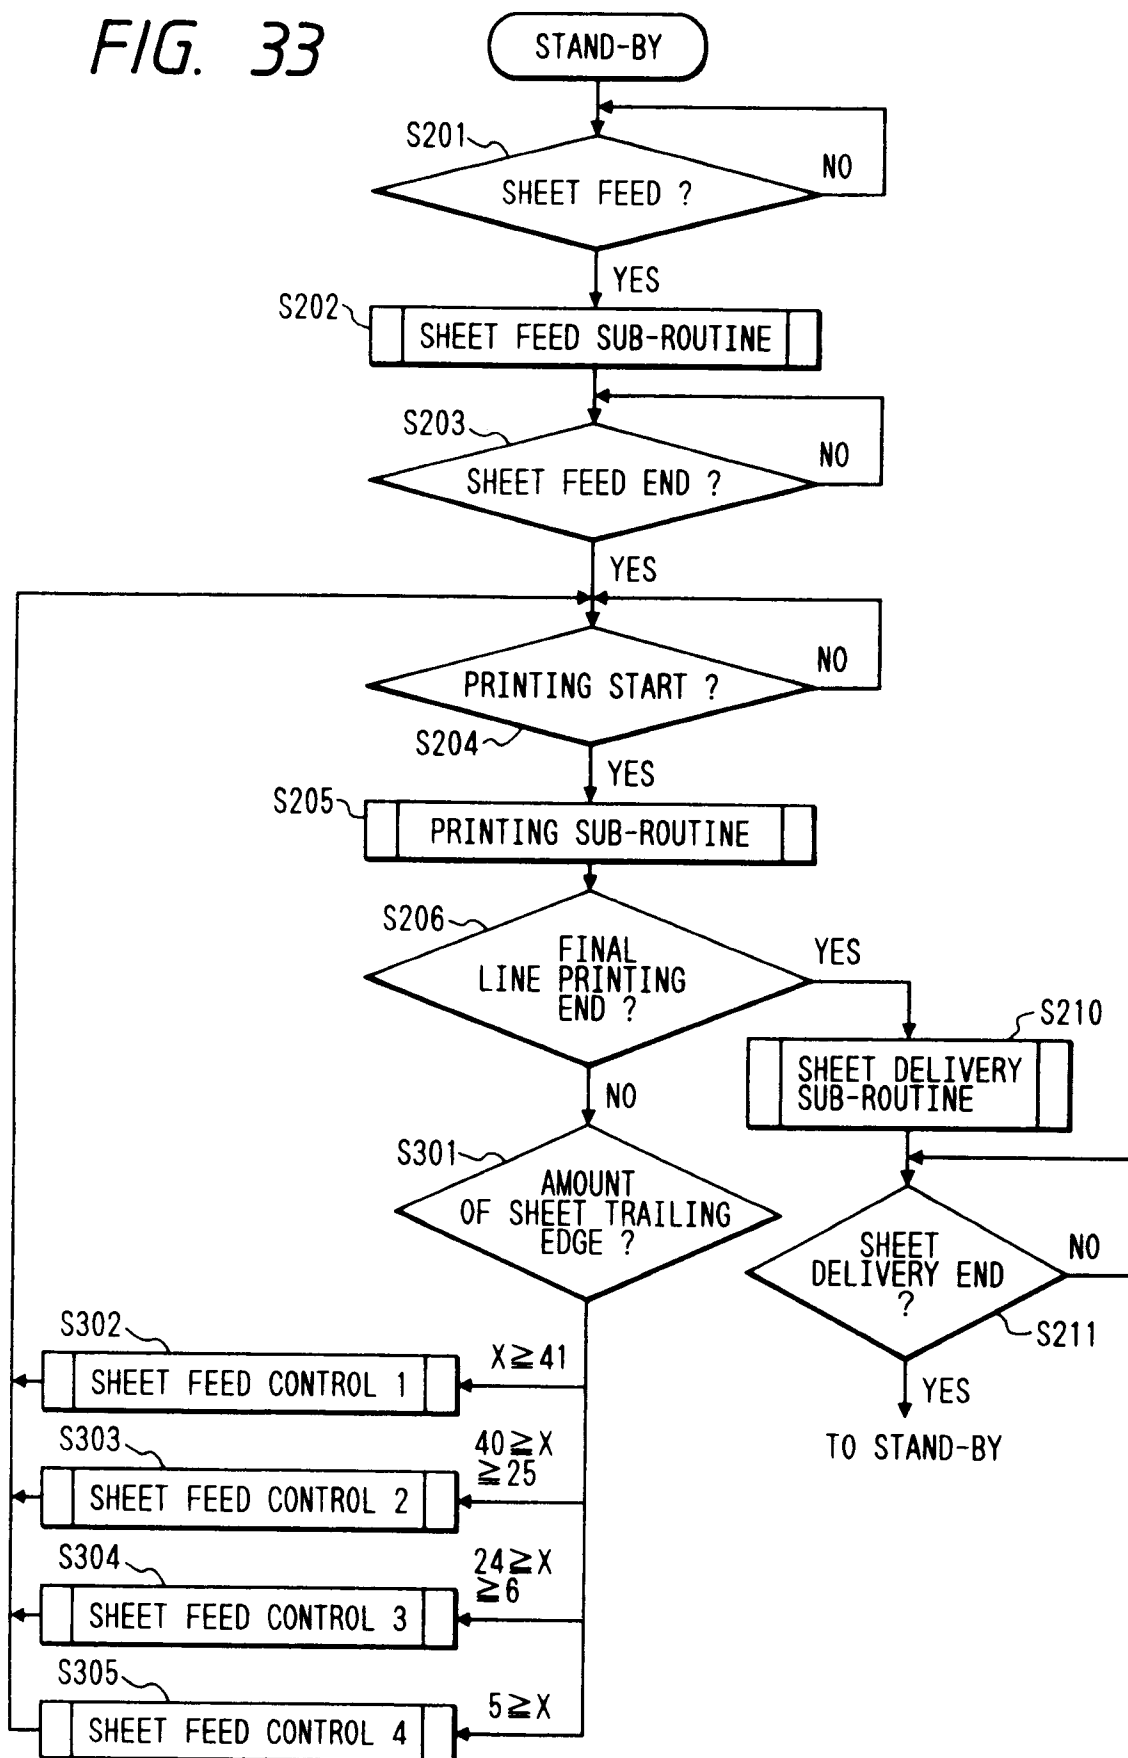 FIG. 33
STAND-BY
S201
SHEET FEED ?
NO
YES
S202
SHEET FEED SUB-ROUTINE
S203
SHEET FEED END ?
NO
YES
PRINTING START ?
NO
S204
YES
S205
PRINTING SUB-ROUTINE
S206
FINAL
LINE PRINTING
END ?
YES
NO
S210
SHEET DELIVERY
SUB-ROUTINE
S301
AMOUNT
OF SHEET TRAILING
EDGE ?
SHEET
DELIVERY END
?
NO
S211
YES
TO STAND-BY
S302
X≧41
SHEET FEED CONTROL 1
S303
40≧X
≧25
SHEET FEED CONTROL 2
S304
24≧X
≧6
SHEET FEED CONTROL 3
S305
5≧X
SHEET FEED CONTROL 4